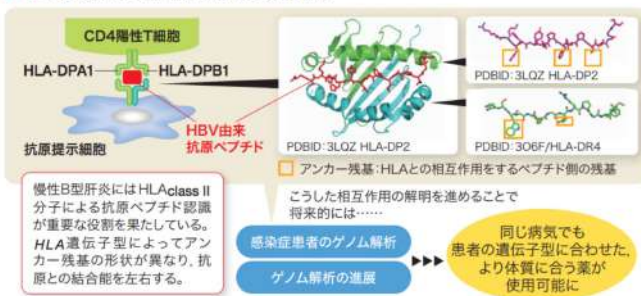 CD4陽性T細胞
HLA-DPA1
HLA-DPB1
HBV由来
抗原ペプチド
抗原提示細胞
PDBID：3LQZ HLA-DP2
PDBID：3LQZ HLA-DP2
PDBID：3O6F/HLA-DR4
アンカー残基：HLAとの相互作用をするペプチド側の残基
慢性B型肝炎にはHLAclass II
分子による抗原ペプチド認識
が重要な役割を果たしている。
HLA遺伝子型によってアン
カー残基の形状が異なり、抗
原との結合能を左右する。
こうした相互作用の解明を進めることで
将来的には……
感染症患者のゲノム解析
ゲノム解析の進展
同じ病気でも
患者の遺伝子型に合わせた、
より体質に合う薬が
使用可能に